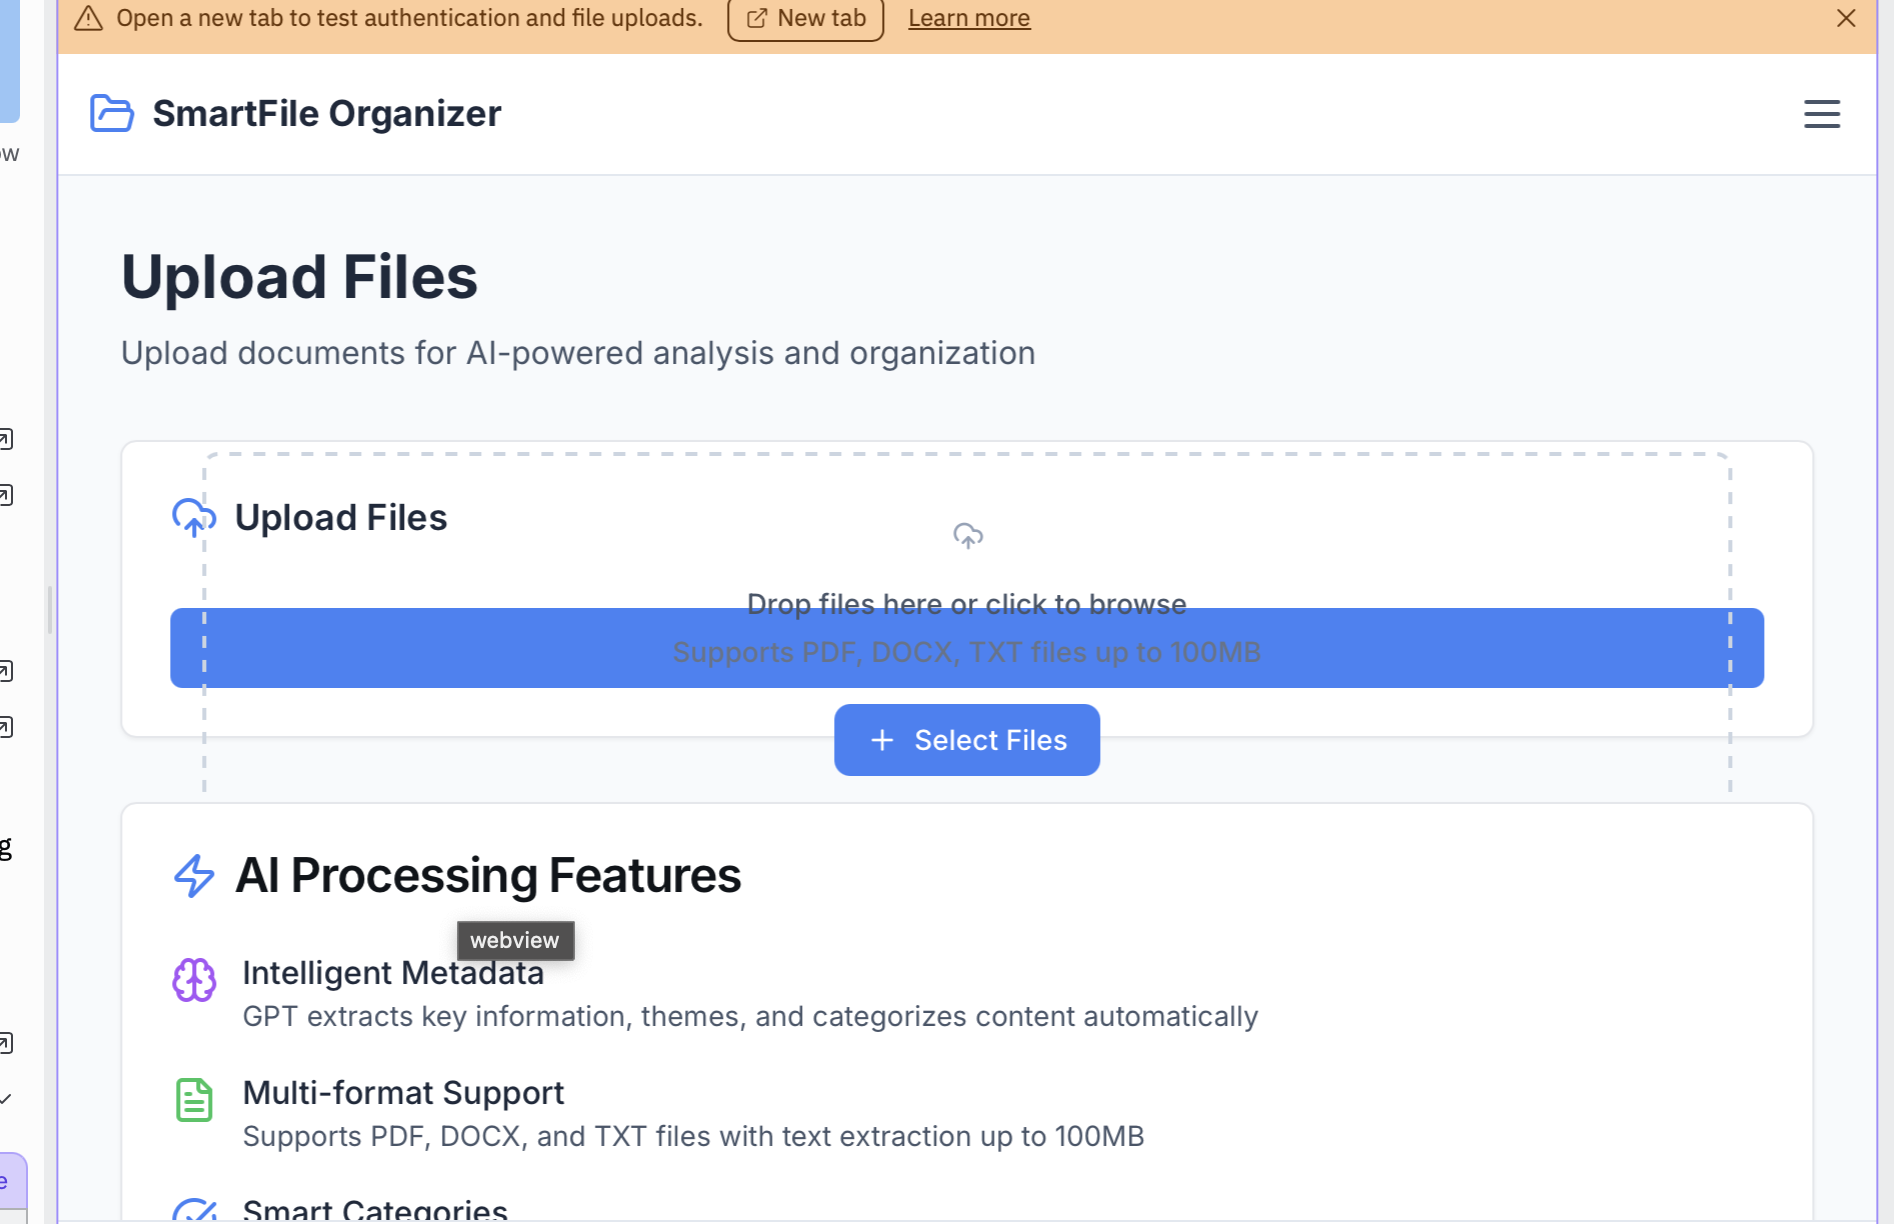 Open a new tab to test authentication and file uploads. New tab Learn more
SmartFile Organizer
ow
Upload Files
Upload documents for AI-powered analysis and organization
Upload Files
Drop files here or click to browse
Supports PDF, DOCX, TXT files up to 100MB
+ Select Files
g
AI Processing Features
webview
Intelligent Metadata
GPT extracts key information, themes, and categorizes content automatically
Multi-format Support
Supports PDF, DOCX, and TXT files with text extraction up to 100MB
e
Smart Categories